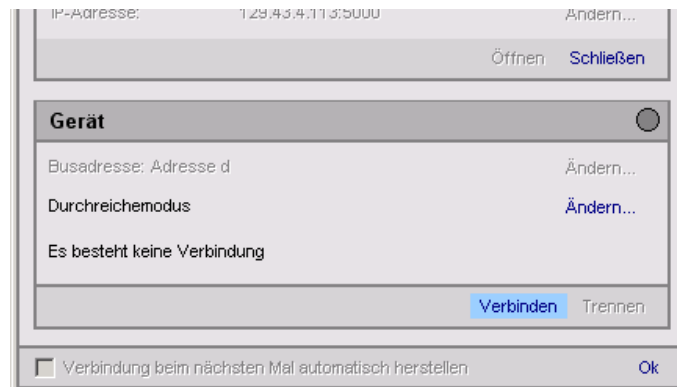 IP-Adresse: 129.43.4.113:5000 Ändern...
Öffnen Schließen
Gerät
Busadresse: Adresse d Ändern...
Durchreichemodus Ändern...
Es besteht keine Verbindung
Verbinden Trennen
Verbindung beim nächsten Mal automatisch herstellen Ok